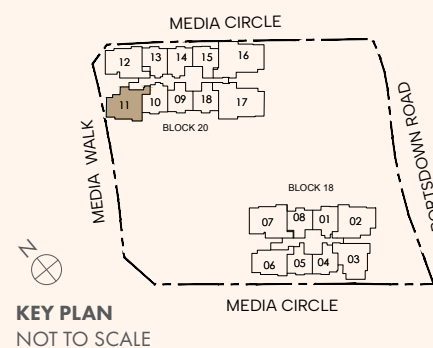 MEDIA CIRCLE
12 13 14 15 16
11 10 09 18 17
BLOCK 20
MEDIA WALK
PORTSDOWN ROAD
BLOCK 18
07 08 01 02
06 05 04 03
N
MEDIA CIRCLE
KEY PLAN
NOT TO SCALE